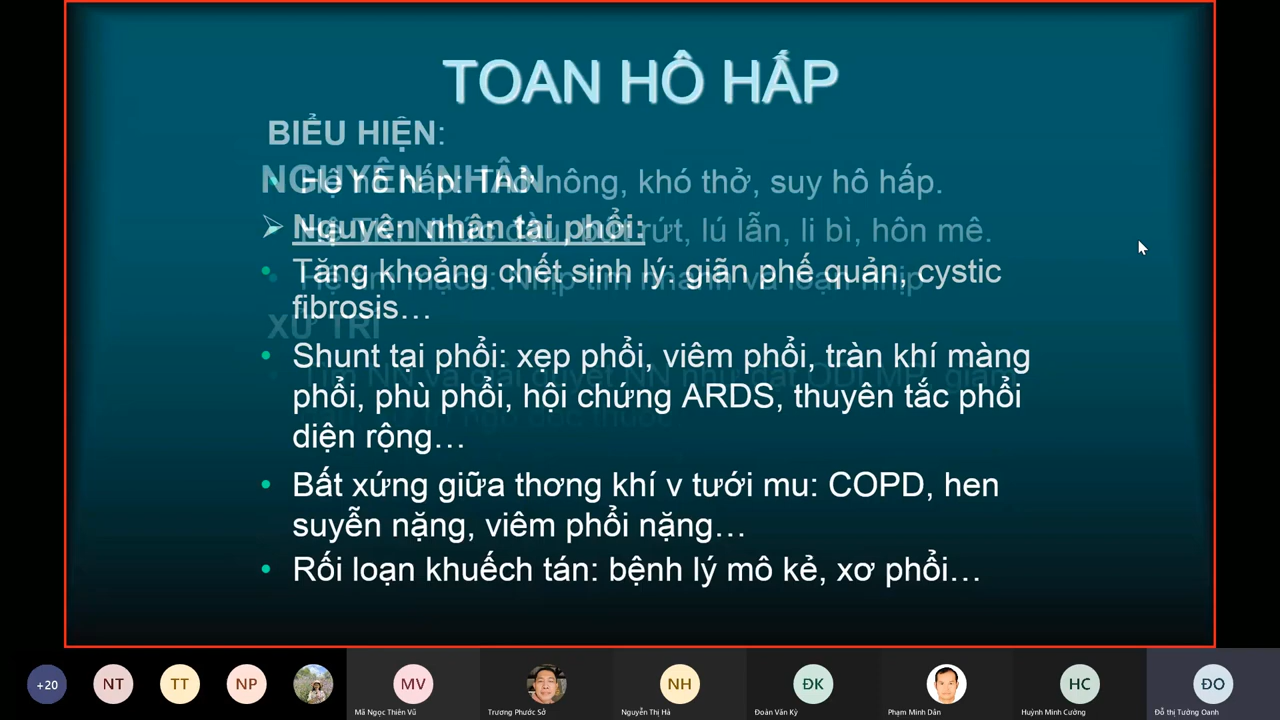 TOAN HÔ HẤP
BIỂU HIỆN:
NGUYÊN NHÂN
Hệ hô hấp: Thở nông, khó thở, suy hô hấp.
Nguyên nhân tại phổi:
rứt, lú lẫn, li bì, hôn mê.
• Tăng khoảng chết sinh lý: giãn phế quản, cystic
fibrosis…
Nhịp tim nhanh và loạn nhịp
XỬ TRÍ
• Shunt tại phổi: xẹp phổi, viêm phổi, tràn khí màng
phổi, phù phổi, hội chứng ARDS, thuyên tắc phổi
diện rộng…
• Bất xứng giữa thơng khí v tưới mu: COPD, hen
suyễn nặng, viêm phổi nặng…
• Rối loạn khuếch tán: bệnh lý mô kẻ, xơ phổi…
+20
NT
TT
NP
MV
NH
ĐK
HC
ĐO
Mã Ngọc Thiên Vũ
Trương Phước Sở
Nguyễn Thị Hà
Đoàn Văn Kỳ
Phạm Minh Dân
Huỳnh Minh Cường
Đỗ thị Tường Oanh